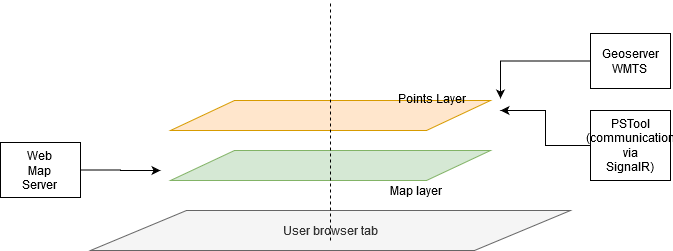 Geoserver
WMTS
Points Layer
PSTool
(communication
via
SignalR)
Web
Map
Server
Map layer
User browser tab